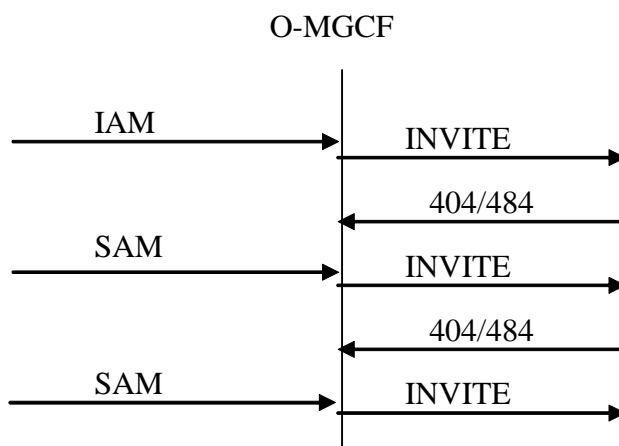 O-MGCF
IAM
INVITE
404/484
SAM
INVITE
404/484
SAM
INVITE